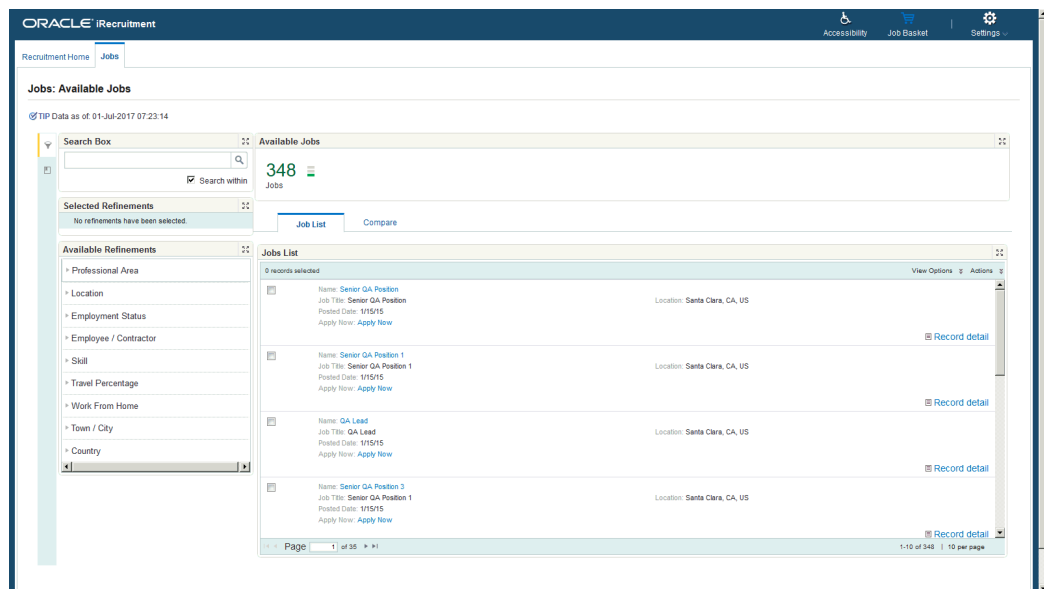 ORACLE iRecruitment
Accessibility
Job Basket
Settings
Recruitment Home
Jobs
Jobs: Available Jobs
TIP Data as of: 01-Jul-2017 07:23:14
Search Box
Search within
Selected Refinements
No refinements have been selected.
Available Refinements
Professional Area
Location
Employment Status
Employee / Contractor
Skill
Travel Percentage
Work From Home
Town / City
Country
Available Jobs
348
Jobs
Job List
Compare
Jobs List
0 records selected
View Options
Actions
Name: Senior QA Position
Job Title: Senior QA Position
Location: Santa Clara, CA, US
Posted Date: 1/15/15
Apply Now: Apply Now
Record detail
Name: Senior QA Position 1
Job Title: Senior QA Position 1
Location: Santa Clara, CA, US
Posted Date: 1/15/15
Apply Now: Apply Now
Record detail
Name: QA Lead
Job Title: QA Lead
Location: Santa Clara, CA, US
Posted Date: 1/15/15
Apply Now: Apply Now
Record detail
Name: Senior QA Position 3
Job Title: Senior QA Position 1
Location: Santa Clara, CA, US
Posted Date: 1/15/15
Apply Now: Apply Now
Record detail
Page 1 of 35
1-10 of 348 | 10 per page